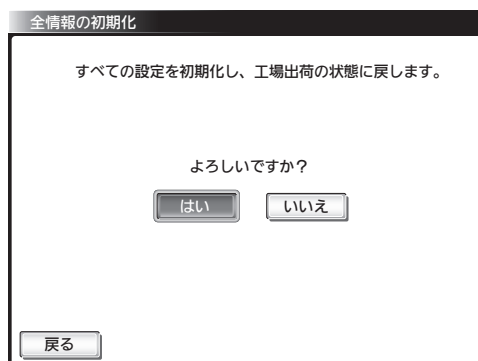 全情報の初期化
すべての設定を初期化し、工場出荷の状態に戻します。
よろしいですか？
はい
いいえ
戻る